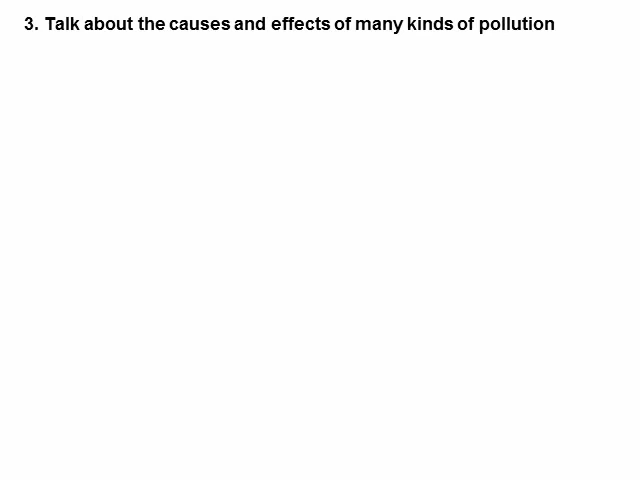 3. Talk about the causes and effects of many kinds of pollution